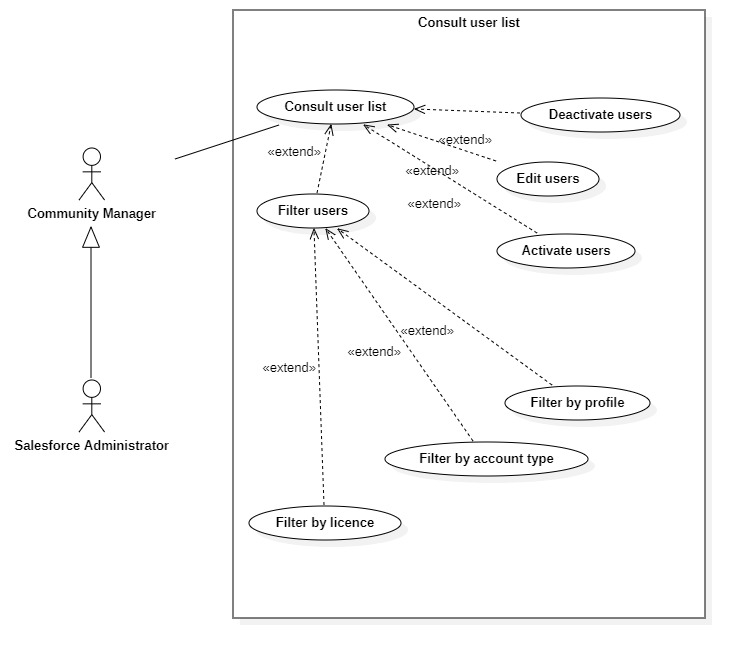 Consult user list
Consult user list
Deactivate users
«extend»
«extend»
«extend»
Edit users
«extend»
Community Manager
Filter users
Activate users
«extend»
«extend»
«extend»
Filter by profile
Salesforce Administrator
Filter by account type
Filter by licence